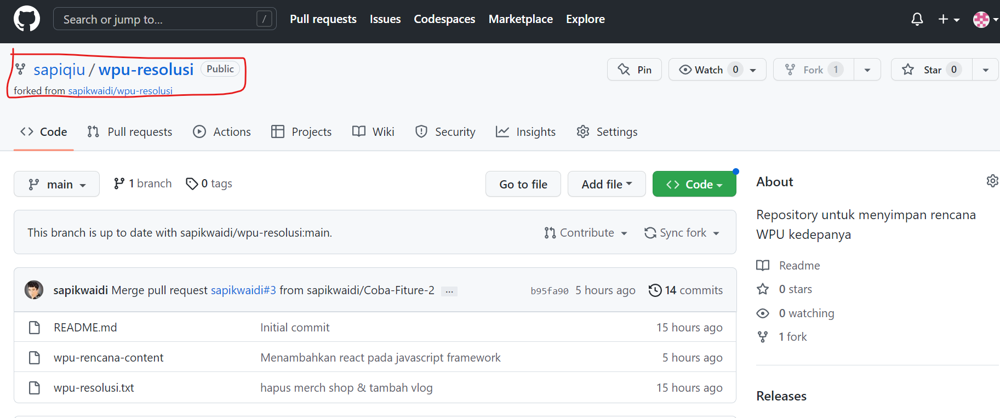 Search or jump to... / Pull requests Issues Codespaces Marketplace Explore
sapiqiu / wpu-resolusi Public Pin Watch 0 Fork 1 Star 0
forked from sapikwaidi/wpu-resolusi
Code Pull requests Actions Projects Wiki Security Insights Settings
main 1 branch 0 tags Go to file Add file Code
About
Repository untuk menyimpan rencana
WPU kedepanya
This branch is up to date with sapikwaidi/wpu-resolusi:main. Contribute Sync fork
Readme
0 stars
0 watching
1 fork
sapikwaidi Merge pull request sapikwaidi#3 from sapikwaidi/Coba-Fiture-2 ... b95fa90 5 hours ago 14 commits
README.md Initial commit 15 hours ago
wpu-rencana-content Menambahkan react pada javascript framework 5 hours ago
wpu-resolusi.txt hapus merch shop & tambah vlog 15 hours ago
Releases